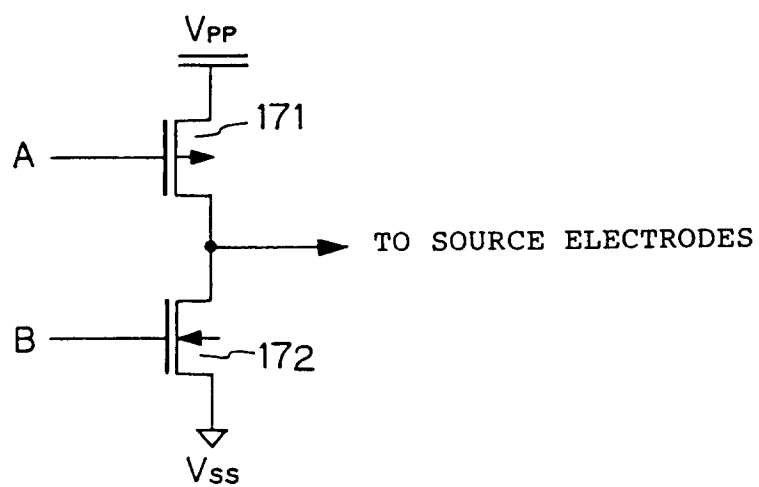 VPP
171
A
TO SOURCE ELECTRODES
B
172
VSS